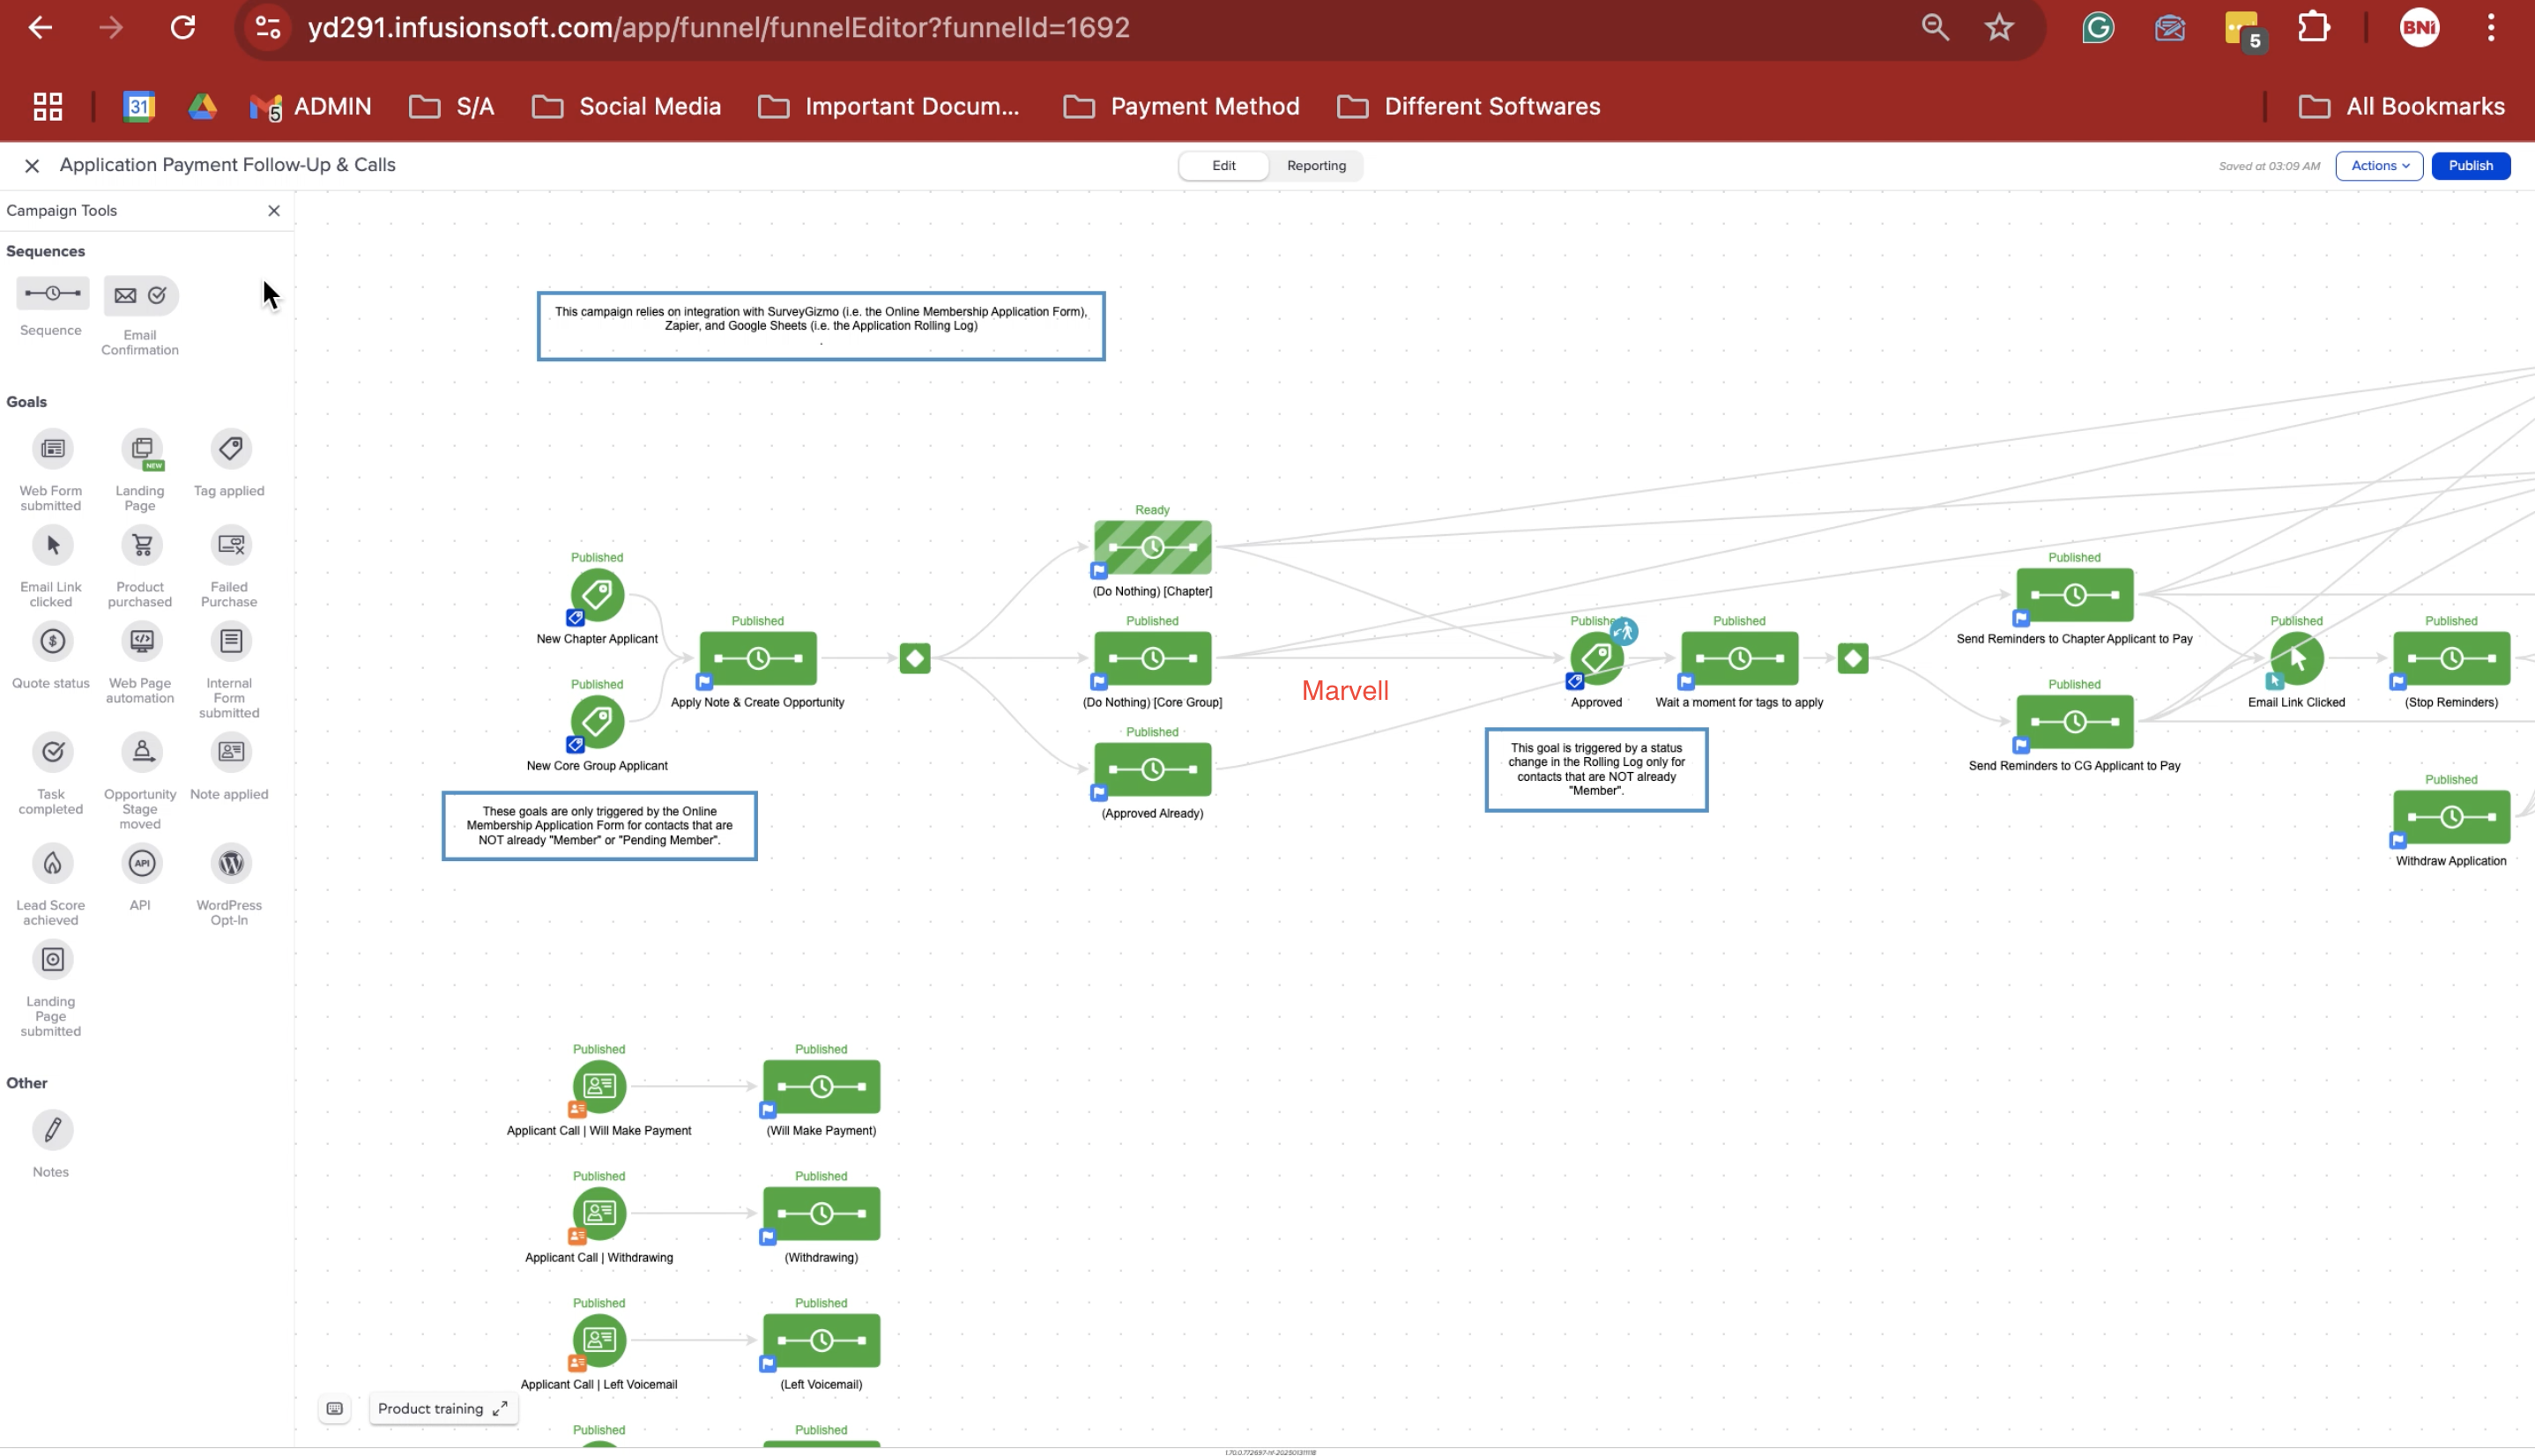 yd291.infusionsoft.com/app/funnel/funnelEditor?funnelId=1692
5
BNI
31
5
ADMIN
S/A
Social Media
Important Docum...
Payment Method
Different Softwares
All Bookmarks
Application Payment Follow-Up & Calls
Edit
Reporting
Saved at 03:09 AM
Actions
Publish
Campaign Tools
Sequences
Sequence
Email
Confirmation
Goals
NEW
Web Form
submitted
Landing
Page
Tag applied
Email Link
clicked
Product
purchased
Failed
Purchase
Quote status
Web Page
automation
Internal
Form
submitted
Task
completed
Opportunity
Stage
moved
Note applied
API
Lead Score
achieved
API
WordPress
Opt-In
Landing
Page
submitted
Other
Notes
This campaign relies on integration with SurveyGizmo (i.e. the Online Membership Application Form),
Zapier, and Google Sheets (i.e. the Application Rolling Log)
.
Published
New Chapter Applicant
Published
New Core Group Applicant
These goals are only triggered by the Online
Membership Application Form for contacts that are
NOT already "Member" or "Pending Member".
Published
Apply Note & Create Opportunity
Ready
(Do Nothing) [Chapter]
Published
(Do Nothing) [Core Group]
Published
(Approved Already)
Marvell
Publishe
Approved
This goal is triggered by a status
change in the Rolling Log only for
contacts that are NOT already
"Member".
Published
Wait a moment for tags to apply
Published
Send Reminders to Chapter Applicant to Pay
Published
Send Reminders to CG Applicant to Pay
Published
Email Link Clicked
Published
(Stop Reminders)
Published
Withdraw Application
Published
Applicant Call | Will Make Payment
Published
(Will Make Payment)
Published
Applicant Call | Withdrawing
Published
(Withdrawing)
Published
Applicant Call | Left Voicemail
Published
(Left Voicemail)
Published
Published
Product training